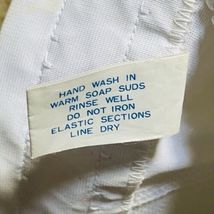 HAND WASH IN
WARM SOAP SUDS
RINSE WELL
DO NOT IRON
ELASTIC SECTIONS
LINE DRY